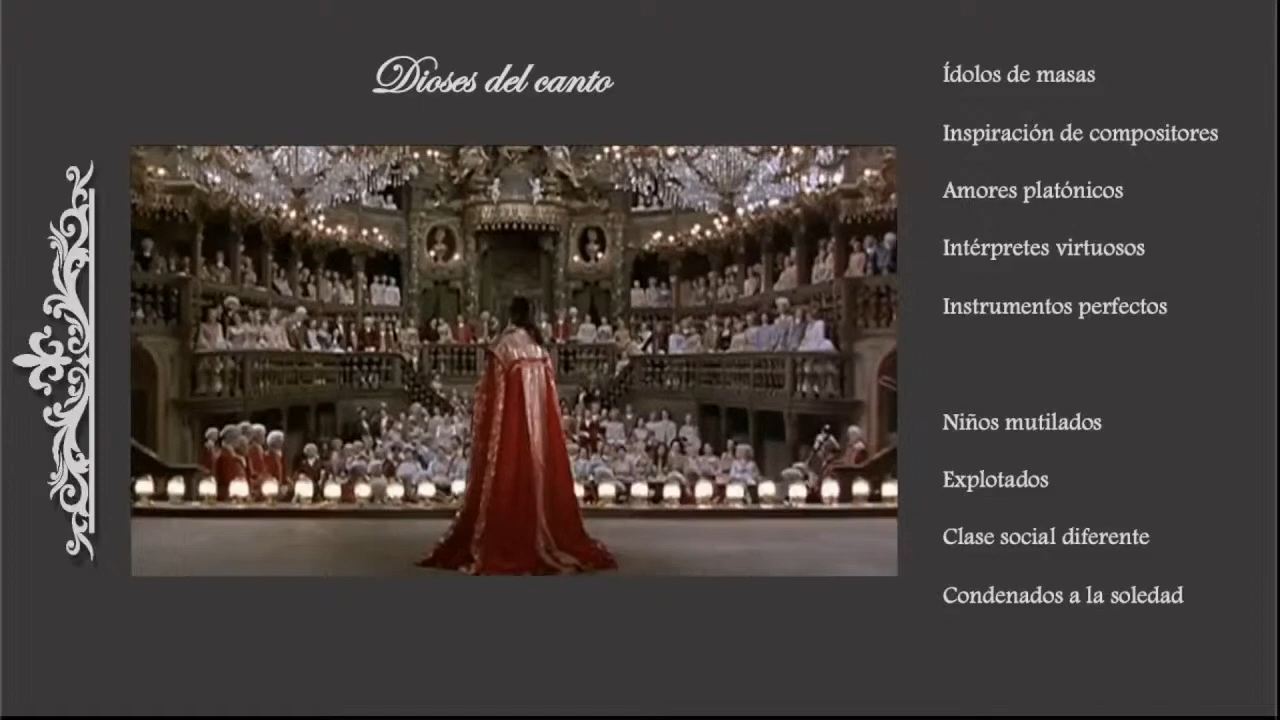 Dioses del canto
Ídolos de masas
Inspiración de compositores
Amores platónicos
Intérpretes virtuosos
Instrumentos perfectos
Niños mutilados
Explotados
Clase social diferente
Condenados a la soledad